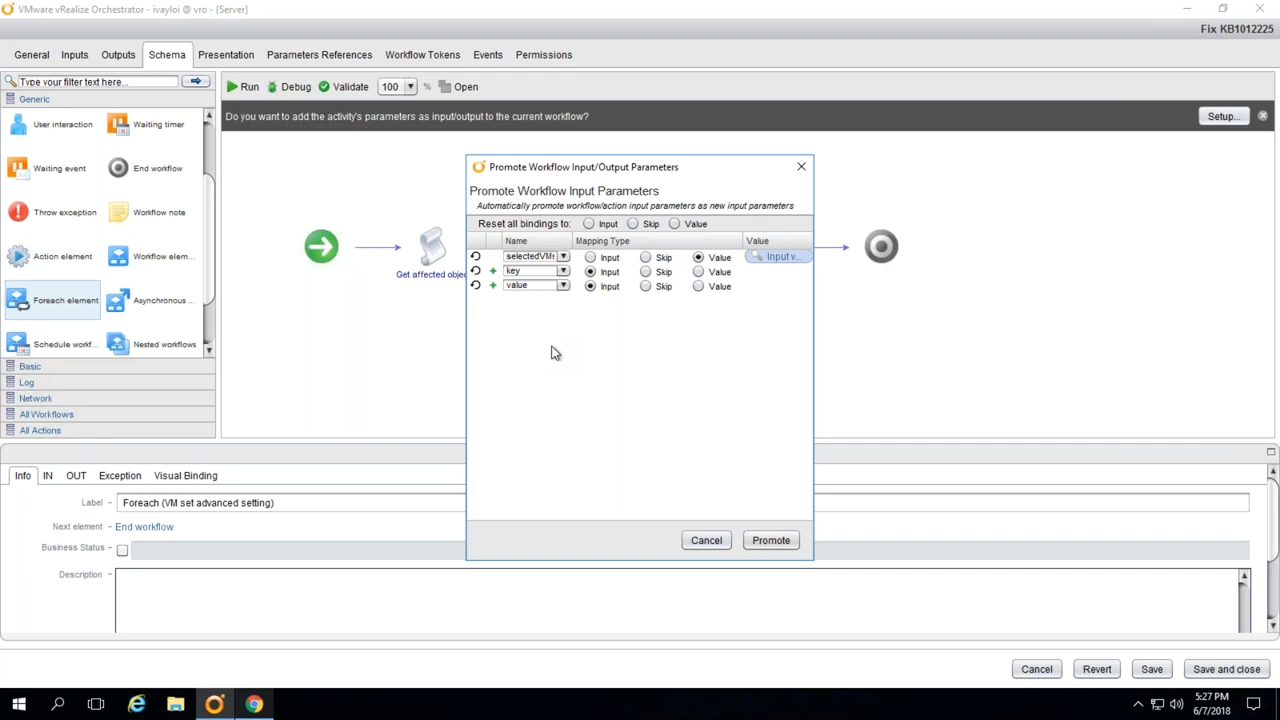 VMware vRealize Orchestrator - ivayloi @ vro - [Server]
Fix KB1012225
General Inputs Outputs Schema Presentation Parameters References Workflow Tokens Events Permissions
Type your filter text here...
Run Debug Validate 100 % Open
Generic
Do you want to add the activity's parameters as input/output to the current workflow? Setup...
User interaction Waiting timer
Waiting event End workflow
Throw exception Workflow note
Action element Workflow elem...
Foreach element Asynchronous ...
Schedule workf... Nested workflows
Basic
Log
Network
All Workflows
All Actions
Get affected objec
Promote Workflow Input/Output Parameters
Promote Workflow Input Parameters
Automatically promote workflow/action input parameters as new input parameters
Reset all bindings to: Input Skip Value
Name Mapping Type Value
selectedVMs Input Skip Value Input v...
key Input Skip Value
value Input Skip Value
Cancel Promote
Info IN OUT Exception Visual Binding
Label Foreach (VM set advanced setting)
Next element End workflow
Business Status
Description
Cancel Revert Save Save and close
5:27 PM
6/7/2018